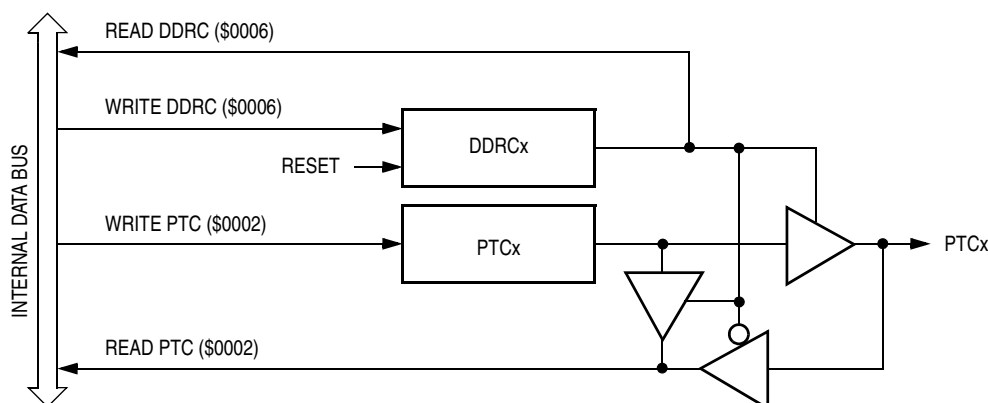 READ DDRC ($0006)
WRITE DDRC ($0006)
DDRCx
RESET
WRITE PTC ($0002)
PTCx
PTCx
READ PTC ($0002)
INTERNAL DATA BUS